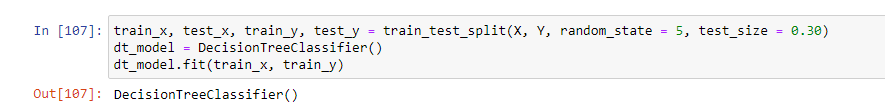 In [107]: train_x, test_x, train_y, test_y = train_test_split(X, Y, random_state = 5, test_size = 0.30)
dt_model = DecisionTreeClassifier()
dt_model.fit(train_x, train_y)
Out[107]: DecisionTreeClassifier()